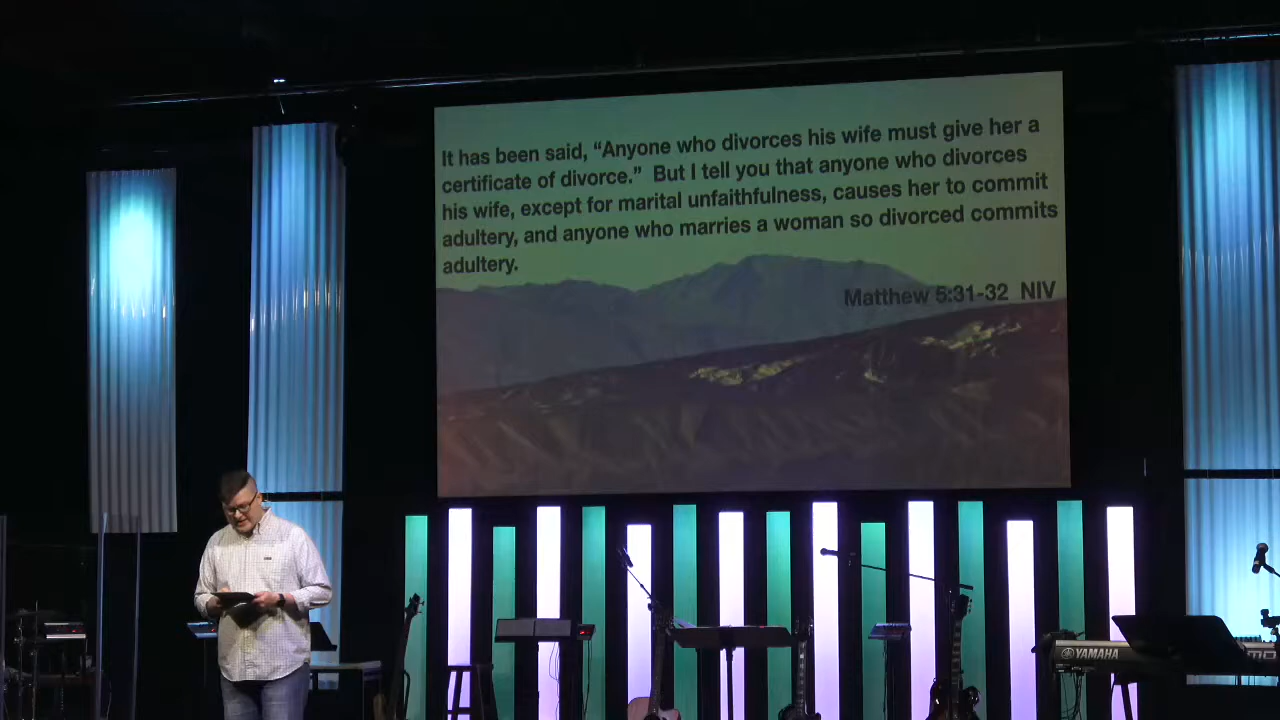 It has been said, “Anyone who divorces his wife must give her a
certificate of divorce.”  But I tell you that anyone who divorces
his wife, except for marital unfaithfulness, causes her to commit
adultery, and anyone who marries a woman so divorced commits
adultery.
Matthew 5:31-32  NIV
YAMAHA